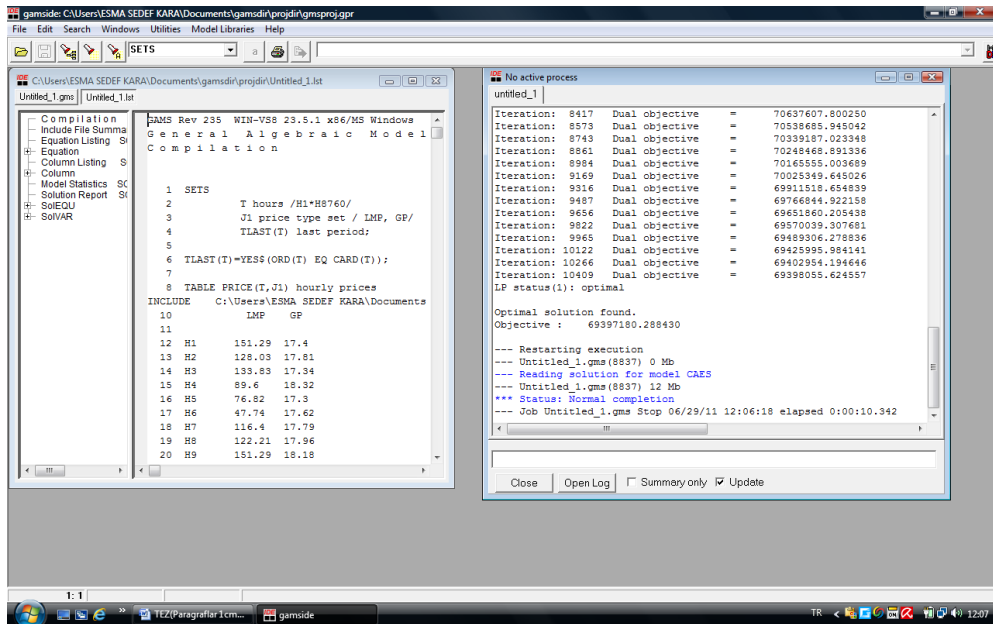 gamside: C:\Users\ESMA SEDEF KARA\Documents\gamsdir\projdir\gmsproj.gpr
File Edit Search Windows Utilities Model Libraries Help
SETS
a
C:\Users\ESMA SEDEF KARA\Documents\gamsdir\projdir\Untitled_1.lst
Untitled_1.gms Untitled_1.lst
Compilation
Include File Summa
Equation Listing S
Equation
Column Listing S
Column
Model Statistics SC
Solution Report SC
SolEQU
SolVAR
GAMS Rev 235 WIN-VS8 23.5.1 x86/MS Windows
G e n e r a l A l g e b r a i c M o d e l
C o m p i l a t i o n
1 SETS
2 T hours /H1*H8760/
3 J1 price type set / LMP, GP/
4 TLAST(T) last period;
5
6 TLAST(T)=YES$(ORD(T) EQ CARD(T));
7
8 TABLE PRICE(T,J1) hourly prices
INCLUDE C:\Users\ESMA SEDEF KARA\Documents
10 LMP GP
11
12 H1 151.29 17.4
13 H2 128.03 17.81
14 H3 133.83 17.34
15 H4 89.6 18.32
16 H5 76.82 17.3
17 H6 47.74 17.62
18 H7 116.4 17.79
19 H8 122.21 17.96
20 H9 151.29 18.18
No active process
untitled_1
Iteration: 8417 Dual objective = 70637607.800250
Iteration: 8573 Dual objective = 70538685.945042
Iteration: 8743 Dual objective = 70339187.023348
Iteration: 8861 Dual objective = 70248468.891336
Iteration: 8984 Dual objective = 70165555.003689
Iteration: 9169 Dual objective = 70025349.645026
Iteration: 9316 Dual objective = 69911518.654839
Iteration: 9487 Dual objective = 69766844.922158
Iteration: 9656 Dual objective = 69651860.205438
Iteration: 9822 Dual objective = 69570039.307681
Iteration: 9965 Dual objective = 69489306.278836
Iteration: 10122 Dual objective = 69425995.984141
Iteration: 10266 Dual objective = 69402954.194646
Iteration: 10409 Dual objective = 69398055.624557
LP status(1): optimal
Optimal solution found.
Objective : 69397180.288430
--- Restarting execution
--- Untitled_1.gms(8837) 0 Mb
--- Reading solution for model CAES
--- Untitled_1.gms(8837) 12 Mb
*** Status: Normal completion
--- Job Untitled_1.gms Stop 06/29/11 12:06:18 elapsed 0:00:10.342
Close Open Log Summary only Update
1: 1
TEZ(Paragraflar 1cm... gamside TR 12:07